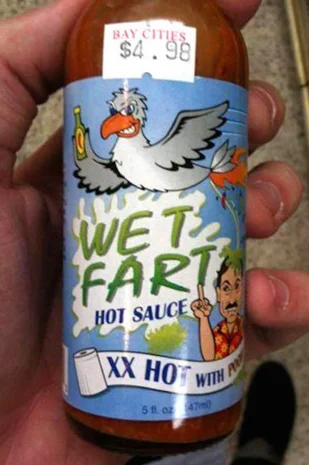 BAY CITIES
$4.98
WET
FART
HOT SAUCE
XX HOT WITH
5 fl. oz